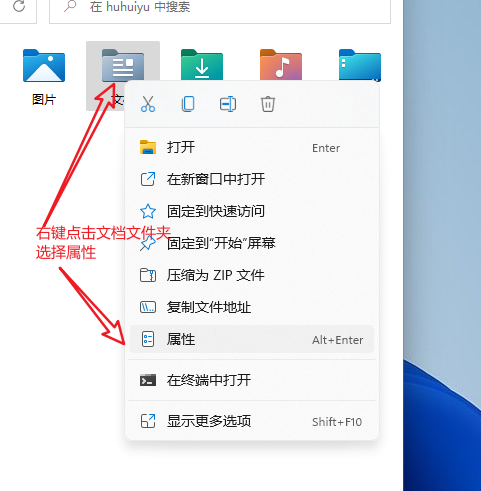 在 huhuiyu 中搜索
图片
文
打开 Enter
在新窗口中打开
固定到快速访问
右键点击文档文件夹
选择属性
固定到"开始"屏幕
压缩为 ZIP 文件
复制文件地址
属性 Alt+Enter
在终端中打开
显示更多选项 Shift+F10